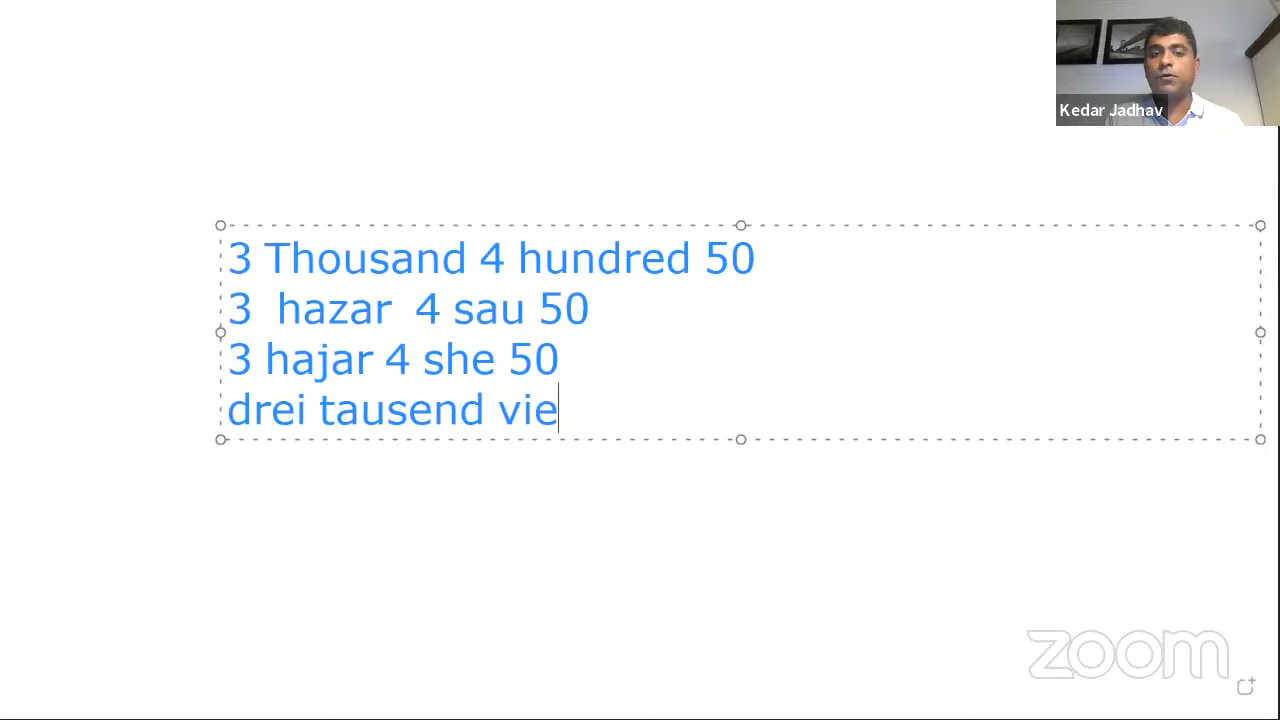 Kedar Jadhav
3 Thousand 4 hundred 50
3 hazar 4 sau 50
3 hajar 4 she 50
drei tausend vie
zoom